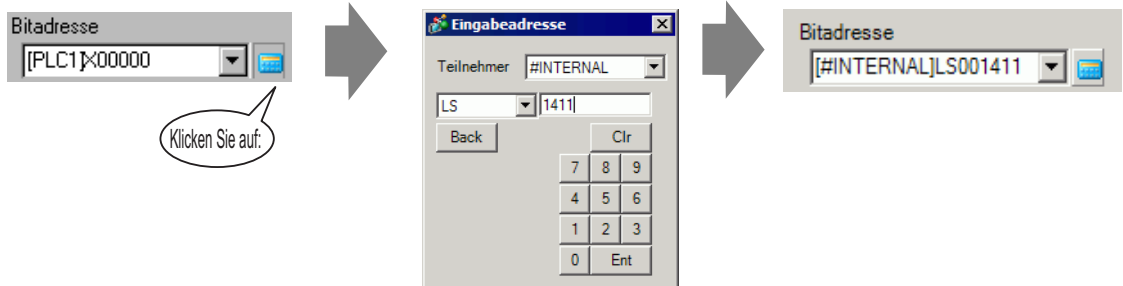 Bitadresse
[PLC1]X00000
Klicken Sie auf:
Eingabeadresse
Teilnehmer #INTERNAL
LS 1411
Back Clr
7 8 9
4 5 6
1 2 3
0 Ent
Bitadresse
[#INTERNAL]LS001411